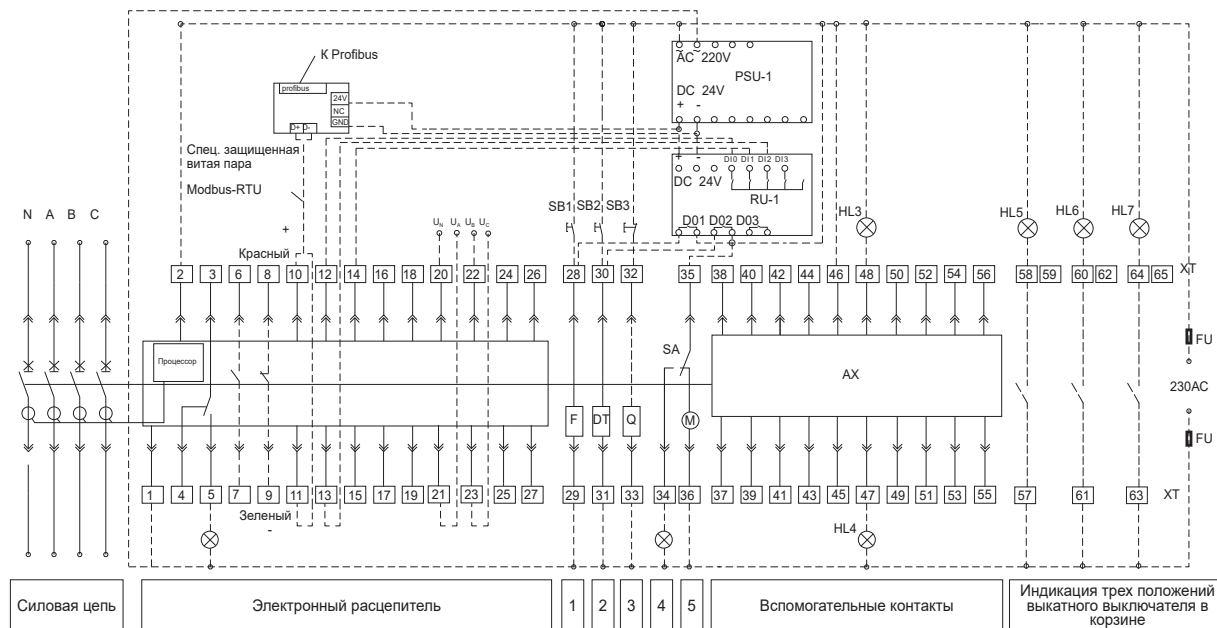 К Profibus
profibus
24V
NC
GND
D+ D-
AC 220V
PSU-1
DC 24V
+ -
Спец. защищенная
витая пара
Modbus-RTU
+ -
DI0 DI1 DI2 DI3
DC 24V
RU-1
D01 D02 D03
SB1 SB2 SB3
HL3 HL5 HL6 HL7
N A B C
+
Красный
UN UA UB UC
2 3 6 8 10 12 14 16 18 20 22 24 26 28 30 32 35 38 40 42 44 46 48 50 52 54 56 58 59 60 62 64 65 XT
Процессор
SA
AX
FU
230AC
FU
F DT Q M
1 4 5 7 9 11 13 15 17 19 21 23 25 27 29 31 33 34 36 37 39 41 43 45 47 49 51 53 55 57 61 63 XT
Зеленый
-
HL4
Силовая цепь
Электронный расцепитель
1 2 3 4 5
Вспомогательные контакты
Индикация трех положений
выкатного выключателя в
корзине